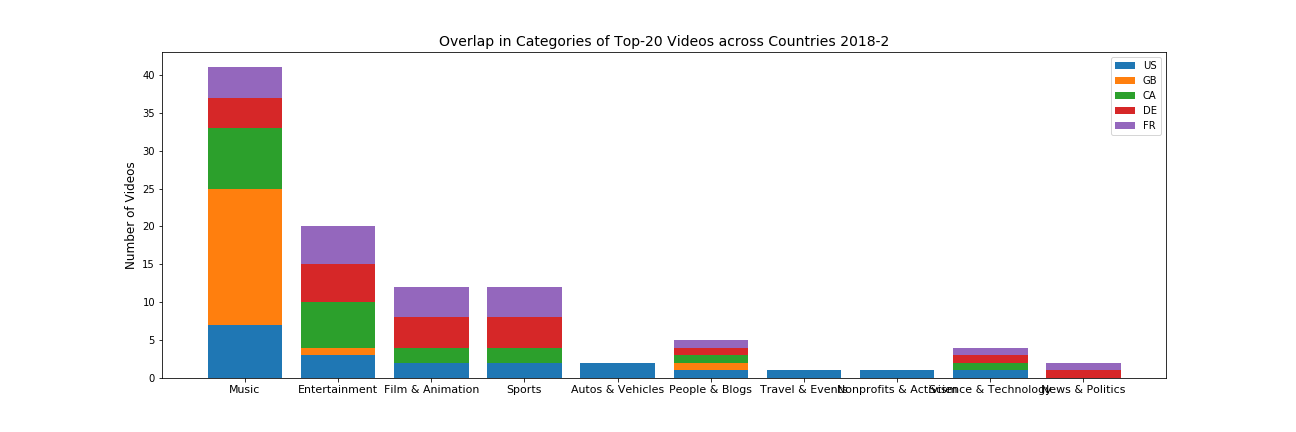 Overlap in Categories of Top-20 Videos across Countries 2018-2
US
GB
CA
DE
FR
Number of Videos
40
35
30
25
20
15
10
5
0
Music Entertainment Film & Animation Sports Autos & Vehicles People & Blogs Travel & Events Nonprofits & Activism Science & Technology News & Politics